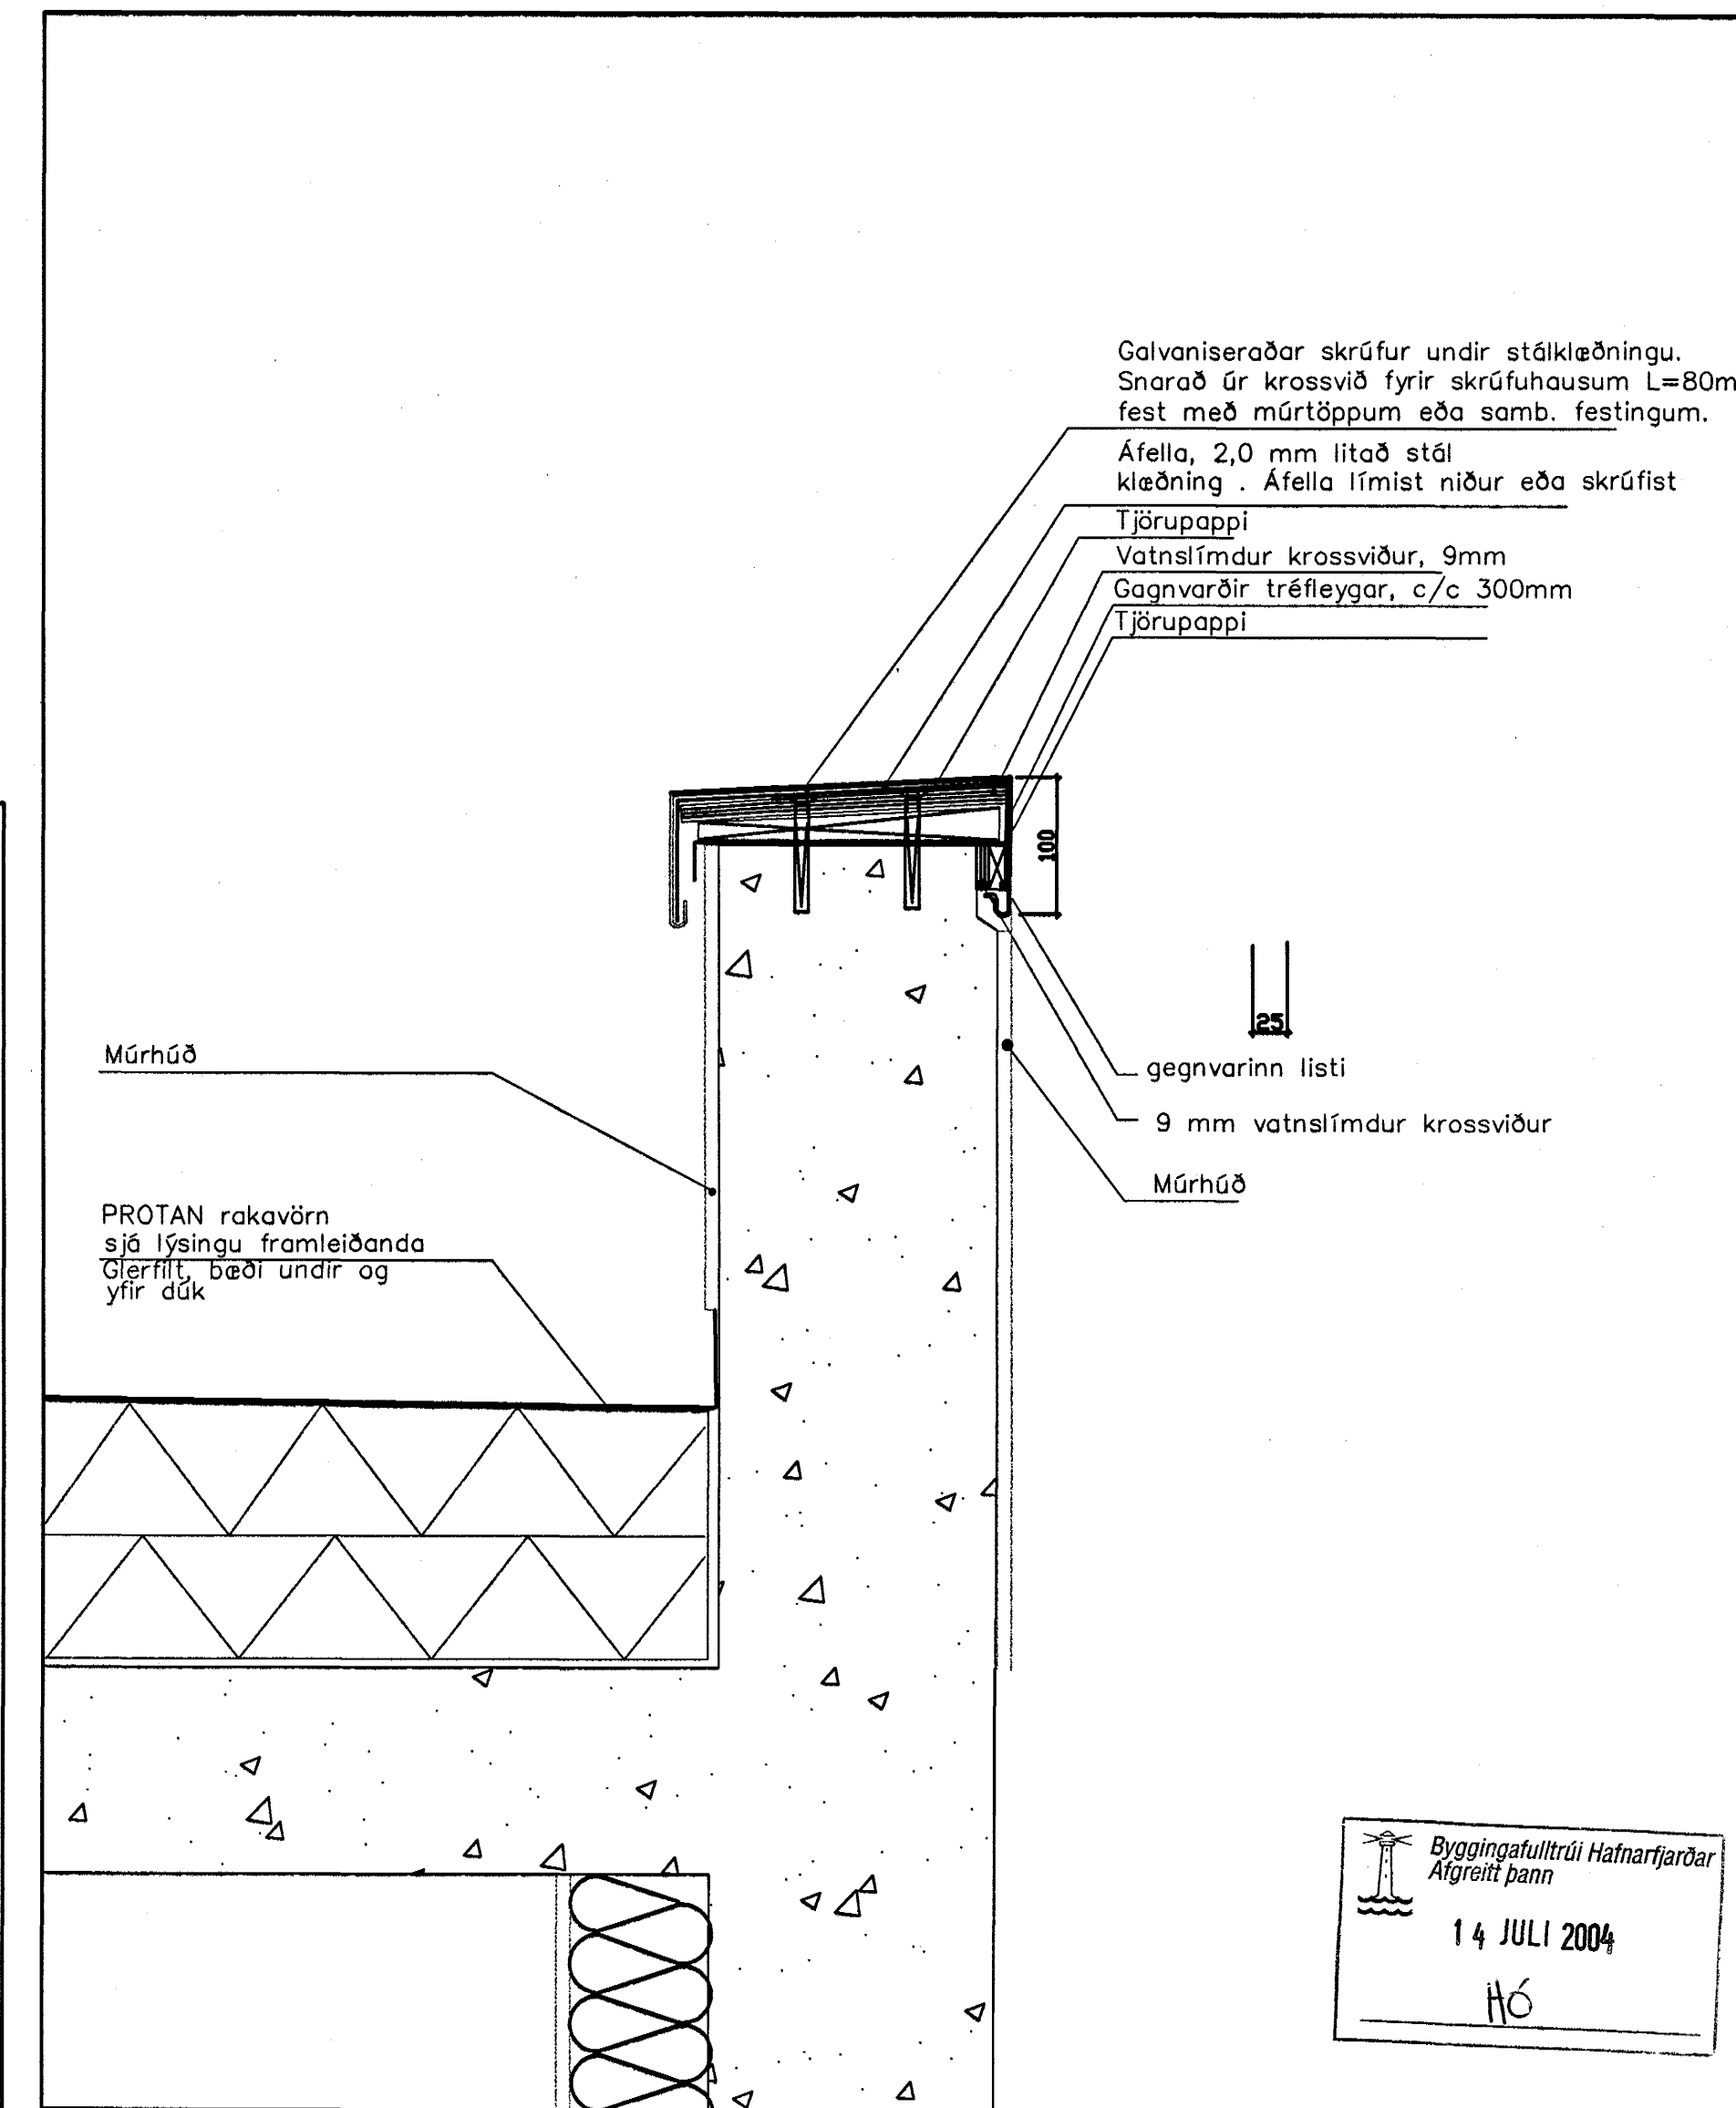 Galvaniseraðar skrúfur undir stálklæðningu.
Snarað úr krossvið fyrir skrúfuhausum L=80m
fest með múrtöppum eða samb. festingum.
Áfella, 2,0 mm litað stál
klæðning . Áfella límist niður eða skrúfist
Tjörupappi
Vatnslímdur krossviður, 9mm
Gagnvarðir tréfleygar, c/c 300mm
Tjörupappi
100
25
gegnvarinn listi
9 mm vatnslímdur krossviður
Múrhúð
Múrhúð
PROTAN rakavörn
sjá lýsingu framleiðanda
Glerfilt, bæði undir og
yfir dúk
Byggingafulltrúi Hafnarfjarðar
Afgreitt þann
14 JULI 2004
HÓ